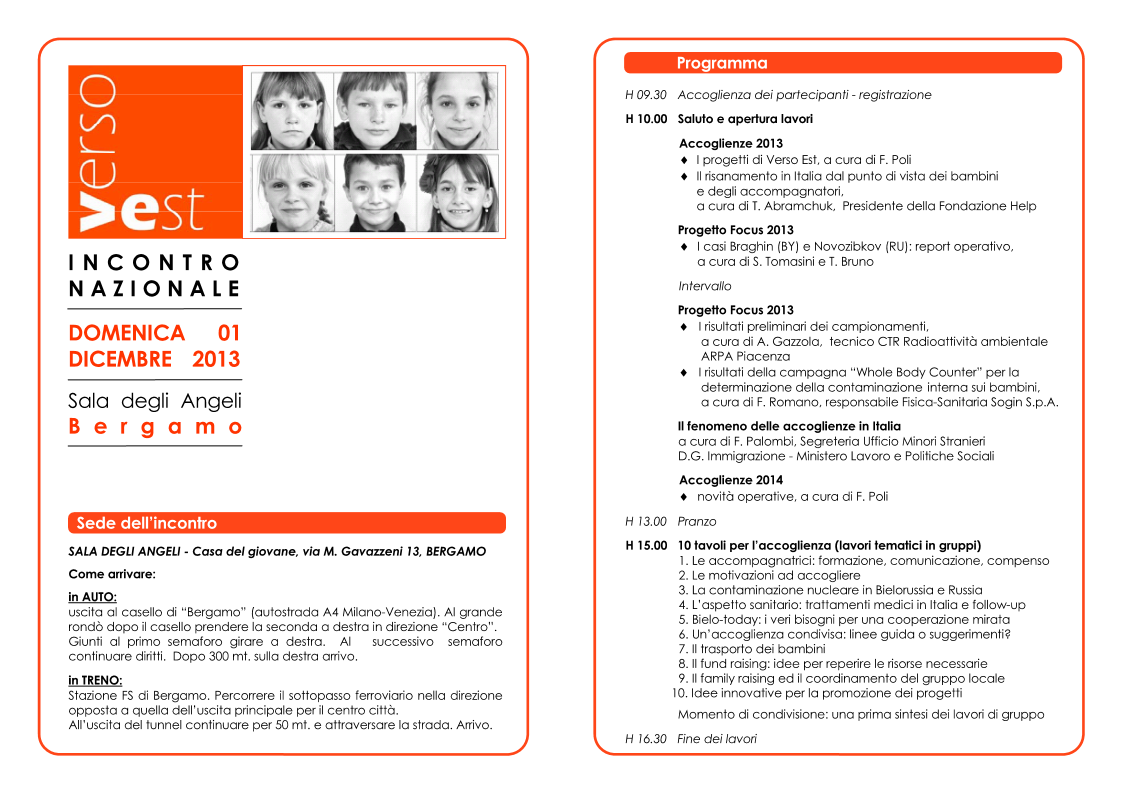 verso
vest
INCONTRO
NAZIONALE
DOMENICA 01
DICEMBRE 2013
Sala degli Angeli
Bergamo
Sede dell'incontro
SALA DEGLI ANGELI - Casa del giovane, via M. Gavazzeni 13, BERGAMO
Come arrivare:
in AUTO:
uscita al casello di “Bergamo” (autostrada A4 Milano-Venezia). Al grande
rondò dopo il casello prendere la seconda a destra in direzione “Centro”.
Giunti al primo semaforo girare a destra. Al successivo semaforo
continuare diritti. Dopo 300 mt. sulla destra arrivo.
in TRENO:
Stazione FS di Bergamo. Percorrere il sottopasso ferroviario nella direzione
opposta a quella dell'uscita principale per il centro città.
All'uscita del tunnel continuare per 50 mt. e attraversare la strada. Arrivo.
Programma
H 09.30 Accoglienza dei partecipanti - registrazione
H 10.00 Saluto e apertura lavori
Accoglienze 2013
♦ I progetti di Verso Est, a cura di F. Poli
♦ Il risanamento in Italia dal punto di vista dei bambini
e degli accompagnatori,
a cura di T. Abramchuk, Presidente della Fondazione Help
Progetto Focus 2013
♦ I casi Braghin (BY) e Novozibkov (RU): report operativo,
a cura di S. Tomasini e T. Bruno
Intervallo
Progetto Focus 2013
♦ I risultati preliminari dei campionamenti,
a cura di A. Gazzola, tecnico CTR Radioattività ambientale
ARPA Piacenza
♦ I risultati della campagna “Whole Body Counter” per la
determinazione della contaminazione interna sui bambini,
a cura di F. Romano, responsabile Fisica-Sanitaria Sogin S.p.A.
Il fenomeno delle accoglienze in Italia
a cura di F. Palombi, Segreteria Ufficio Minori Stranieri
D.G. Immigrazione - Ministero Lavoro e Politiche Sociali
Accoglienze 2014
♦ novità operative, a cura di F. Poli
H 13.00 Pranzo
H 15.00 10 tavoli per l'accoglienza (lavori tematici in gruppi)
1. Le accompagnatrici: formazione, comunicazione, compenso
2. Le motivazioni ad accogliere
3. La contaminazione nucleare in Bielorussia e Russia
4. L'aspetto sanitario: trattamenti medici in Italia e follow-up
5. Bielo-today: i veri bisogni per una cooperazione mirata
6. Un'accoglienza condivisa: linee guida o suggerimenti?
7. Il trasporto dei bambini
8. Il fund raising: idee per reperire le risorse necessarie
9. Il family raising ed il coordinamento del gruppo locale
10. Idee innovative per la promozione dei progetti
Momento di condivisione: una prima sintesi dei lavori di gruppo
H 16.30 Fine dei lavori